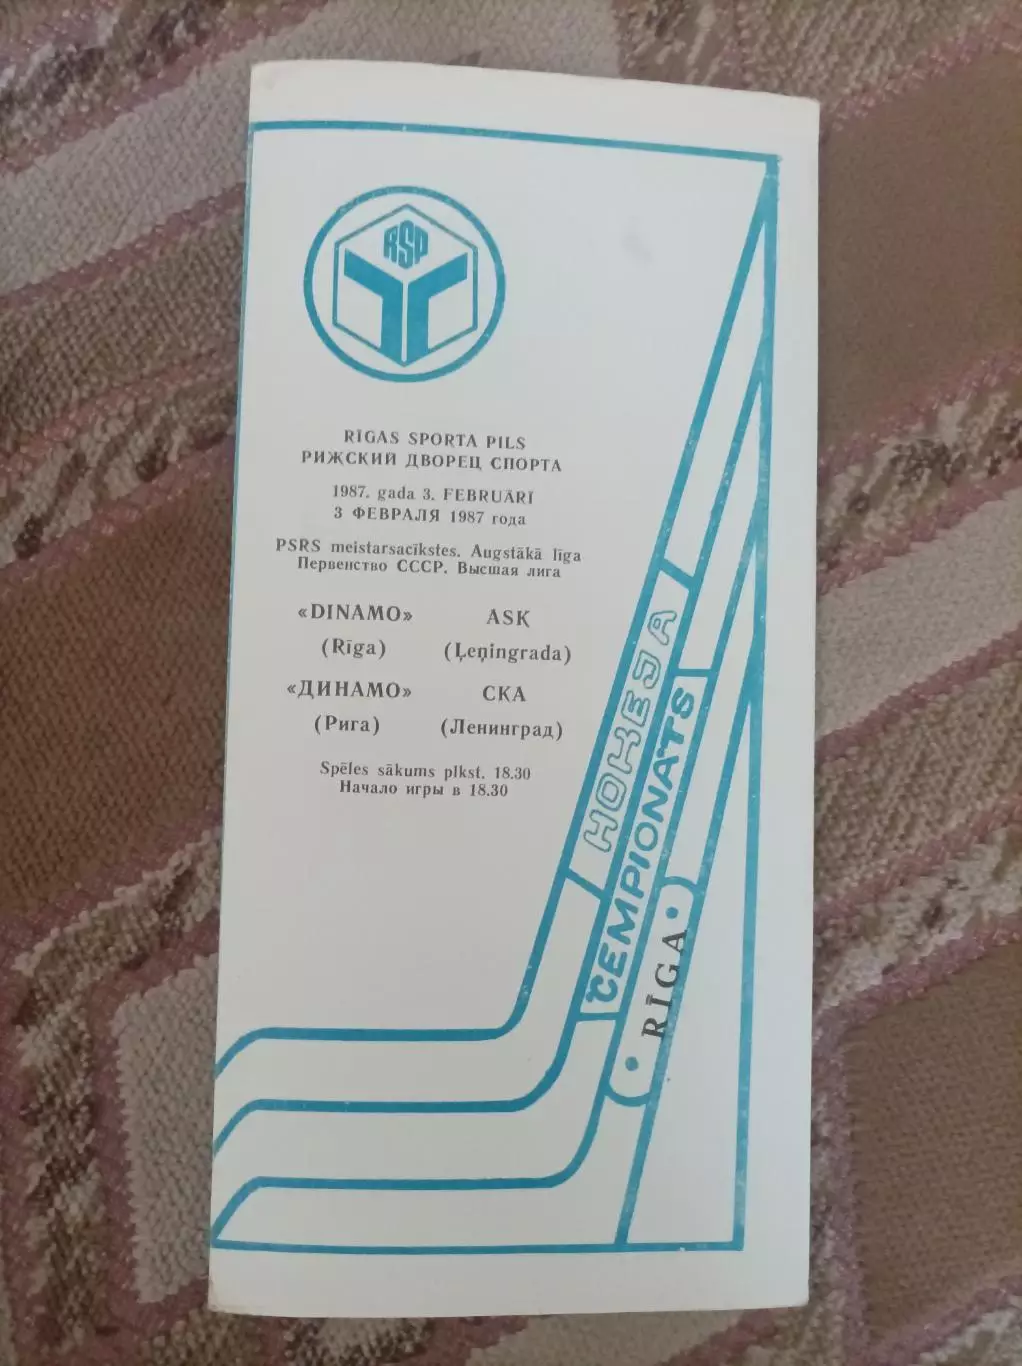 RSP
RĪGAS SPORTA PILS
РИЖСКИЙ ДВОРЕЦ СПОРТА
1987. gada 3. FEBRUĀRĪ
3 ФЕВРАЛЯ 1987 года
PSRS meistarsacīkstes. Augstākā līga
Первенство СССР. Высшая лига
«DINAMO» ASĶ
(Rīga) (Ļeņingrada)
«ДИНАМО» СКА
(Рига) (Ленинград)
Spēles sākums plkst. 18.30
Начало игры в 18.30
HOKEJA
ČEMPIONĀTS
RĪGA